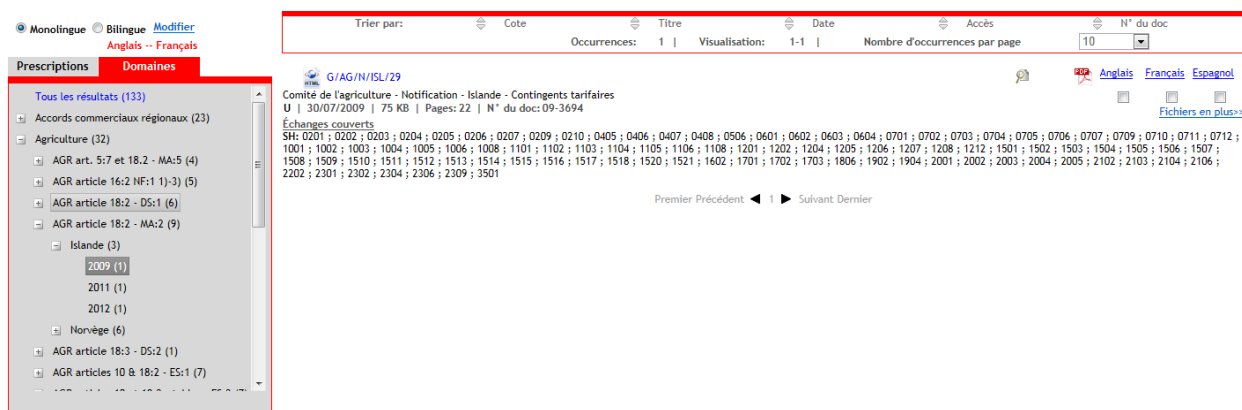 Monolingue Bilingue Modifier
Anglais -- Français
Prescriptions Domaines
Tous les résultats (133)
Accords commerciaux régionaux (23)
Agriculture (32)
AGR art. 5:7 et 18.2 - MA:5 (4)
AGR article 16:2 NF:1 1)-3) (5)
AGR article 18:2 - DS:1 (6)
AGR article 18:2 - MA:2 (9)
Islande (3)
2009 (1)
2011 (1)
2012 (1)
Norvège (6)
AGR article 18:3 - DS:2 (1)
AGR articles 10 & 18:2 - ES:1 (7)
Trier par: Cote Titre Date Accès N° du doc
Occurrences: 1 | Visualisation: 1-1 | Nombre d'occurrences par page 10
HTML G/AG/N/ISL/29 PDF Anglais Français Espagnol
Comité de l'agriculture - Notification - Islande - Contingents tarifaires
U | 30/07/2009 | 75 KB | Pages: 22 | N° du doc: 09-3694
Fichiers en plus>>
Échanges couverts
SH: 0201 ; 0202 ; 0203 ; 0204 ; 0205 ; 0206 ; 0207 ; 0209 ; 0210 ; 0405 ; 0406 ; 0407 ; 0408 ; 0506 ; 0601 ; 0602 ; 0603 ; 0604 ; 0701 ; 0702 ; 0703 ; 0704 ; 0705 ; 0706 ; 0707 ; 0709 ; 0710 ; 0711 ; 0712 ;
1001 ; 1002 ; 1003 ; 1004 ; 1005 ; 1006 ; 1008 ; 1101 ; 1102 ; 1103 ; 1104 ; 1105 ; 1106 ; 1108 ; 1201 ; 1202 ; 1204 ; 1205 ; 1206 ; 1207 ; 1208 ; 1212 ; 1501 ; 1502 ; 1503 ; 1504 ; 1505 ; 1506 ; 1507 ;
1508 ; 1509 ; 1510 ; 1511 ; 1512 ; 1513 ; 1514 ; 1515 ; 1516 ; 1517 ; 1518 ; 1520 ; 1521 ; 1602 ; 1701 ; 1702 ; 1703 ; 1806 ; 1902 ; 1904 ; 2001 ; 2002 ; 2003 ; 2004 ; 2005 ; 2102 ; 2103 ; 2104 ; 2106 ;
2202 ; 2301 ; 2302 ; 2304 ; 2306 ; 2309 ; 3501
Premier Précédent 1 Suivant Dernier